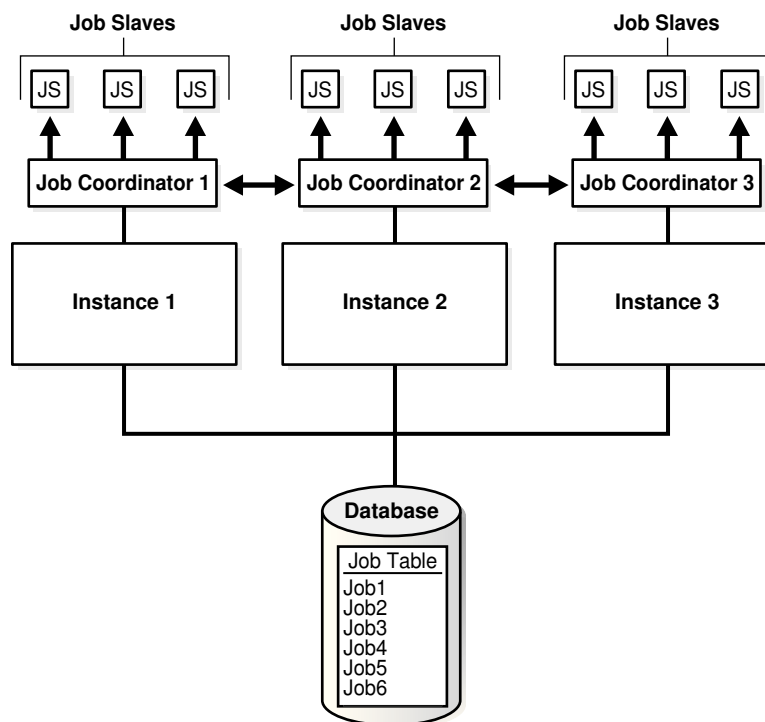 Job Slaves Job Slaves Job Slaves
JS JS JS JS JS JS JS JS JS
Job Coordinator 1 Job Coordinator 2 Job Coordinator 3
Instance 1 Instance 2 Instance 3
Database
Job Table
Job1
Job2
Job3
Job4
Job5
Job6